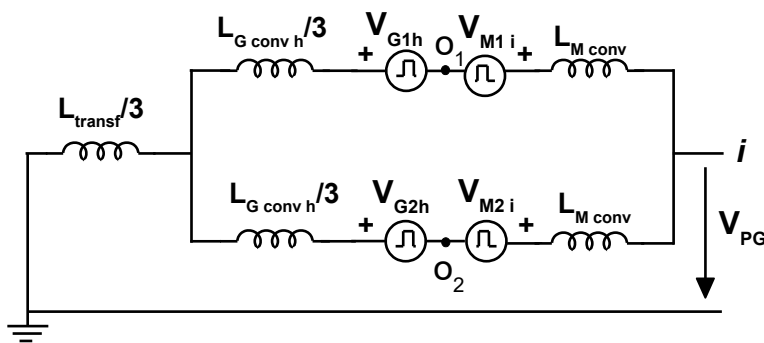 L_G conv h/3
V_G1h
O_1
V_M1 i
L_M conv
+
+
L_transf/3
i
L_G conv h/3
V_G2h
V_M2 i
L_M conv
+
+
O_2
V_PG